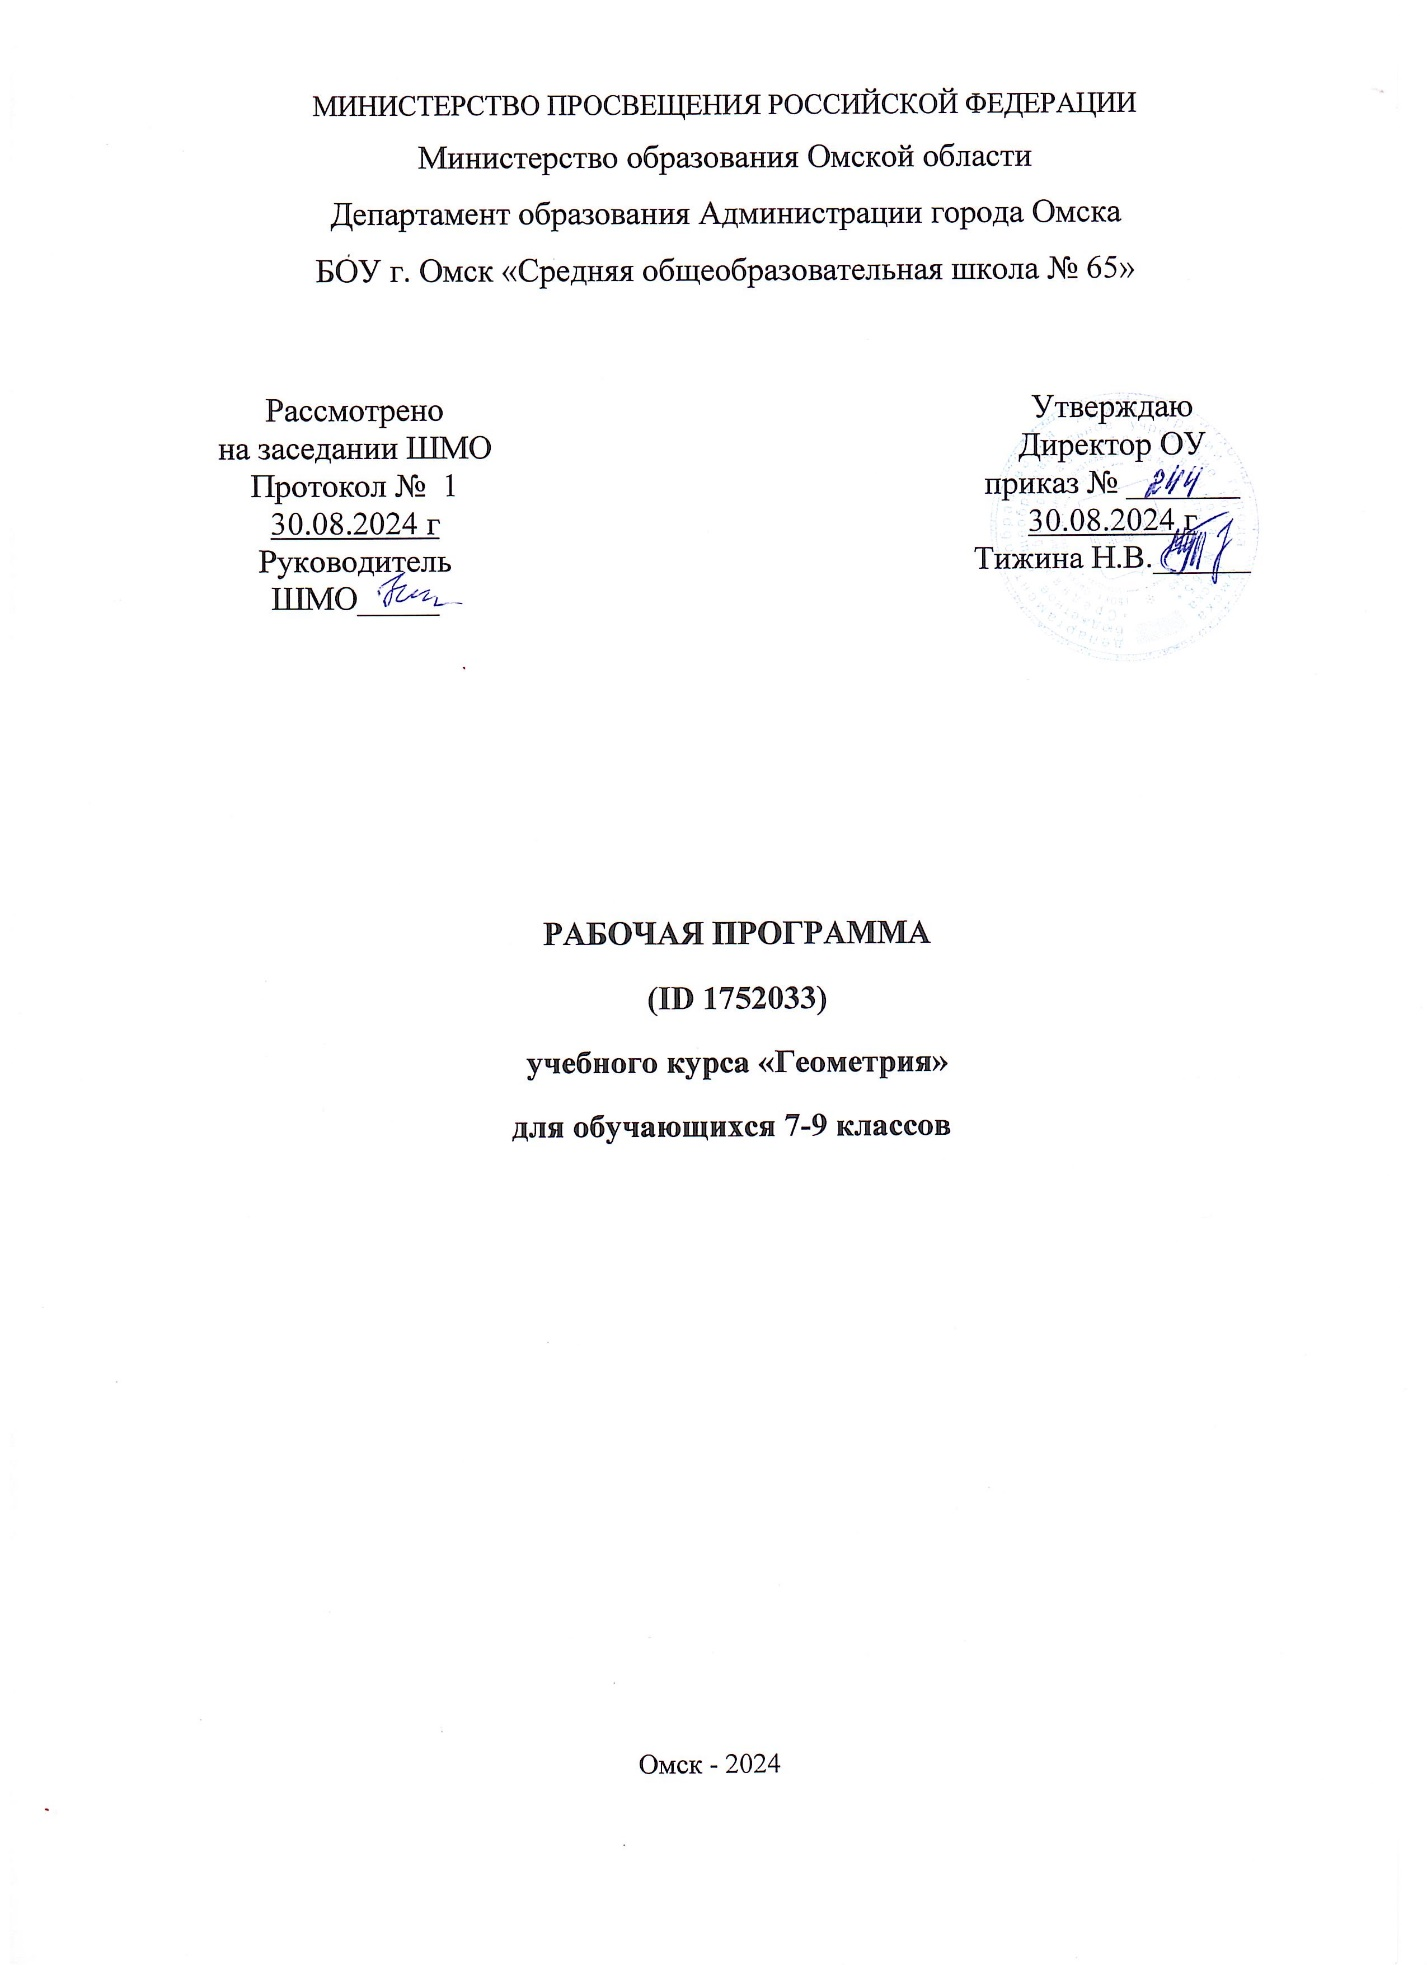 МИНИСТЕРСТВО ПРОСВЕЩЕНИЯ РОССИЙСКОЙ ФЕДЕРАЦИИ
Министерство образования Омской области
Департамент образования Администрации города Омска
БОУ г. Омск «Средняя общеобразовательная школа № 65»
Рассмотрено
на заседании ШМО
Протокол № 1
30.08.2024 г
Руководитель
ШМО______
Утверждаю
Директор ОУ
приказ № 244
30.08.2024 г
Тижина Н.В.______
РАБОЧАЯ ПРОГРАММА
(ID 1752033)
учебного курса «Геометрия»
для обучающихся 7-9 классов
Омск - 2024